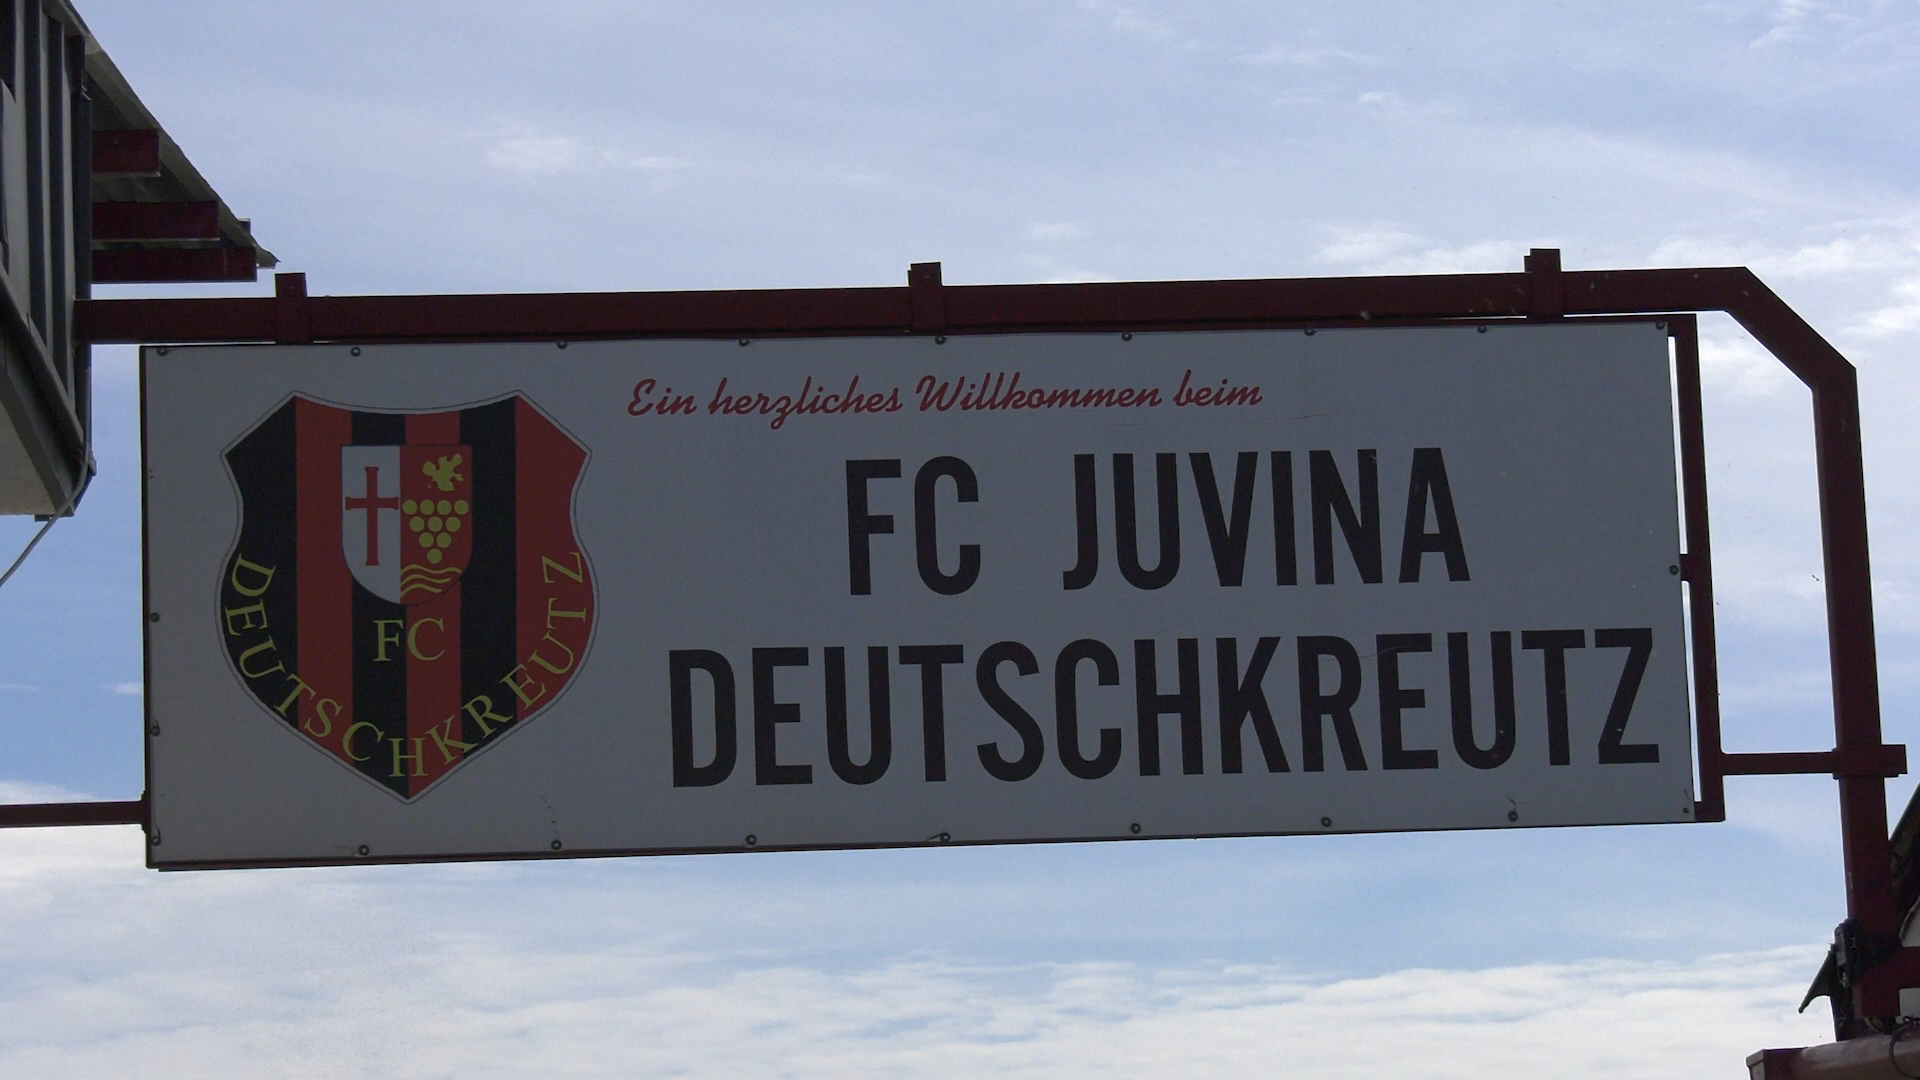 Ein herzliches Willkommen beim
FC JUVINA
DEUTSCHKREUTZ
FC
DEUTSCHKREUTZ